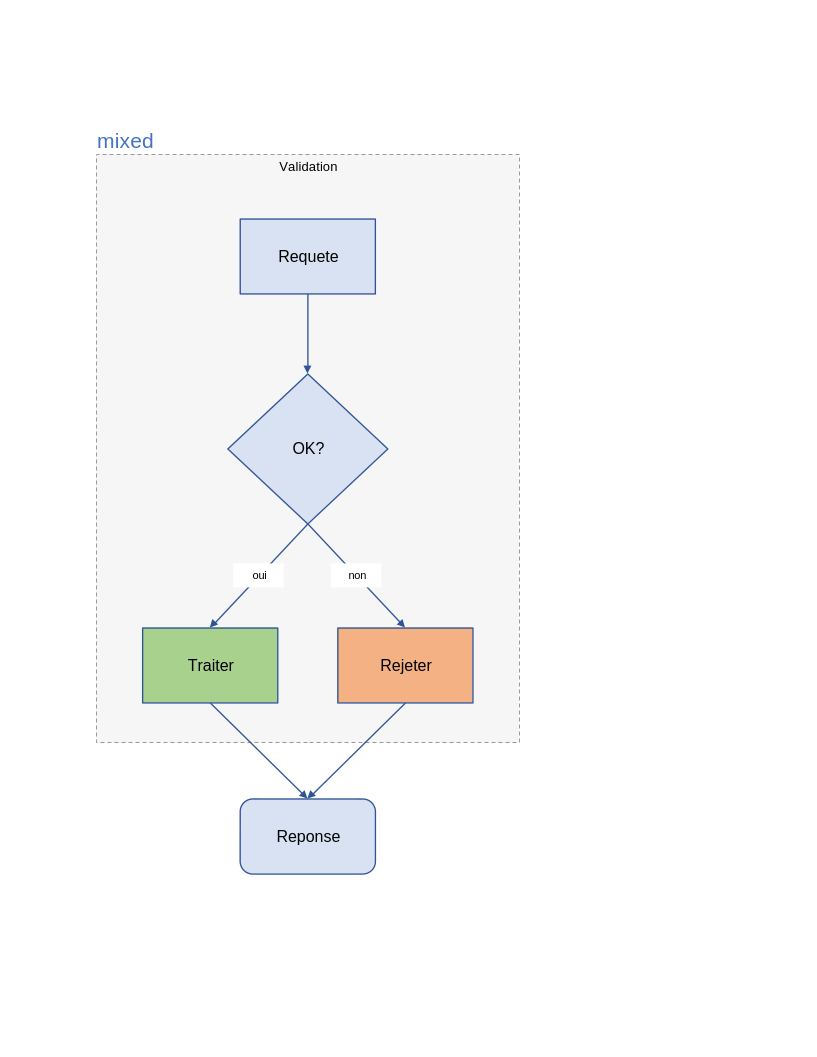 mixed
Validation
Requete
OK?
oui
non
Traiter
Rejeter
Reponse